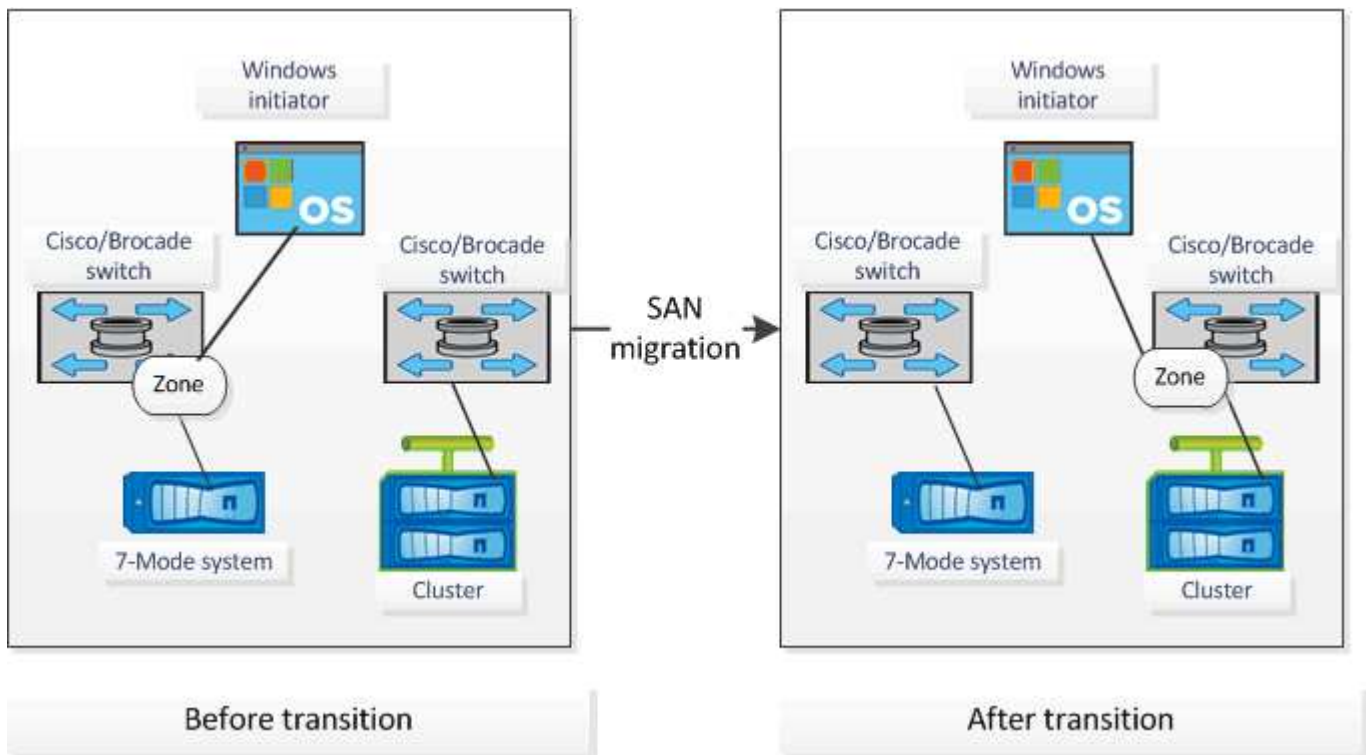 Windows
initiator
OS
Cisco/Brocade
switch
Cisco/Brocade
switch
Zone
n
7-Mode system
n
n
Cluster
SAN
migration
Windows
initiator
OS
Cisco/Brocade
switch
Cisco/Brocade
switch
Zone
n
7-Mode system
n
n
Cluster
Before transition
After transition